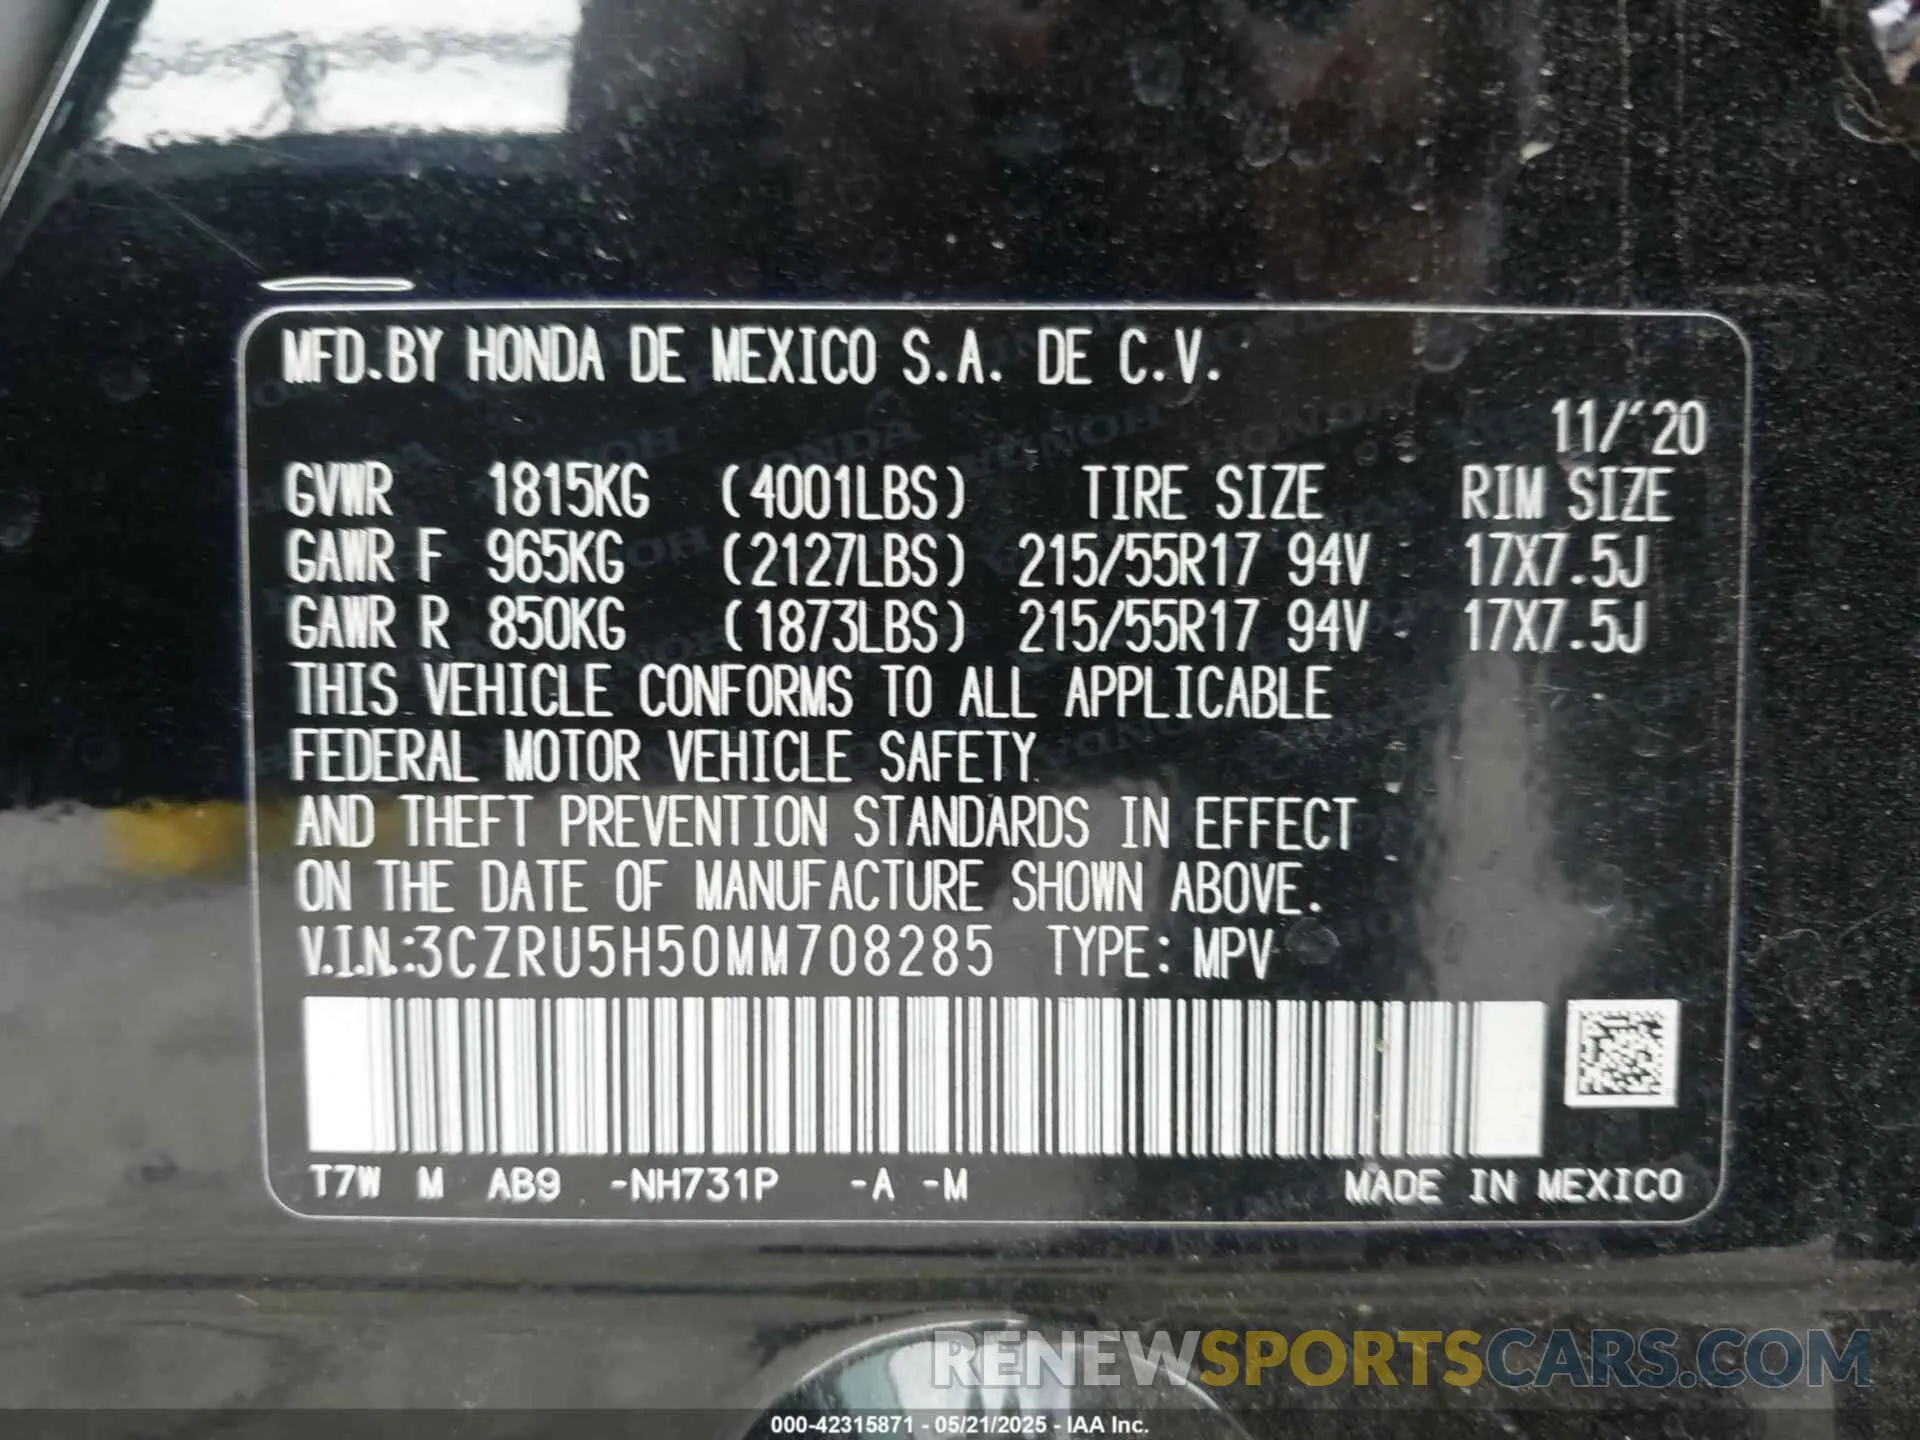 MFD.BY HONDA DE MEXICO S.A. DE C.V.
11/'20
GVWR 1815KG (4001LBS) TIRE SIZE RIM SIZE
GAWR F 965KG (2127LBS) 215/55R17 94V 17X7.5J
GAWR R 850KG (1873LBS) 215/55R17 94V 17X7.5J
THIS VEHICLE CONFORMS TO ALL APPLICABLE
FEDERAL MOTOR VEHICLE SAFETY
AND THEFT PREVENTION STANDARDS IN EFFECT
ON THE DATE OF MANUFACTURE SHOWN ABOVE.
V.I.N.:3CZRU5H50MM708285 TYPE: MPV
T7W M AB9 -NH731P -A -M MADE IN MEXICO
RENEWSPORTSCARS.COM
000-42315871 - 05/21/2025 - IAA Inc.